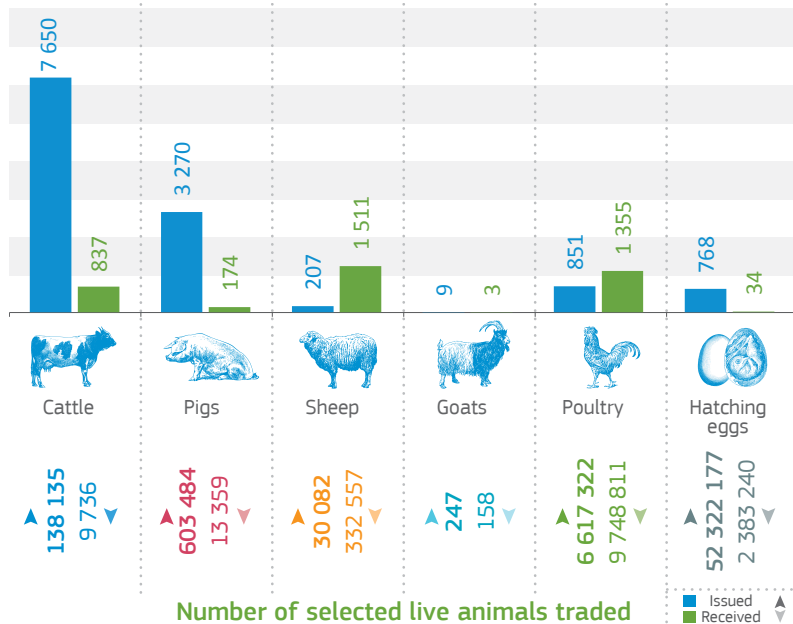 7 650
837
3 270
174
207
1 511
9
3
851
1 355
768
34
Cattle
Pigs
Sheep
Goats
Poultry
Hatching
eggs
138 135
9 736
603 484
13 359
30 082
332 557
247
158
6 617 322
9 748 811
52 322 177
2 383 240
Number of selected live animals traded
Issued
Received